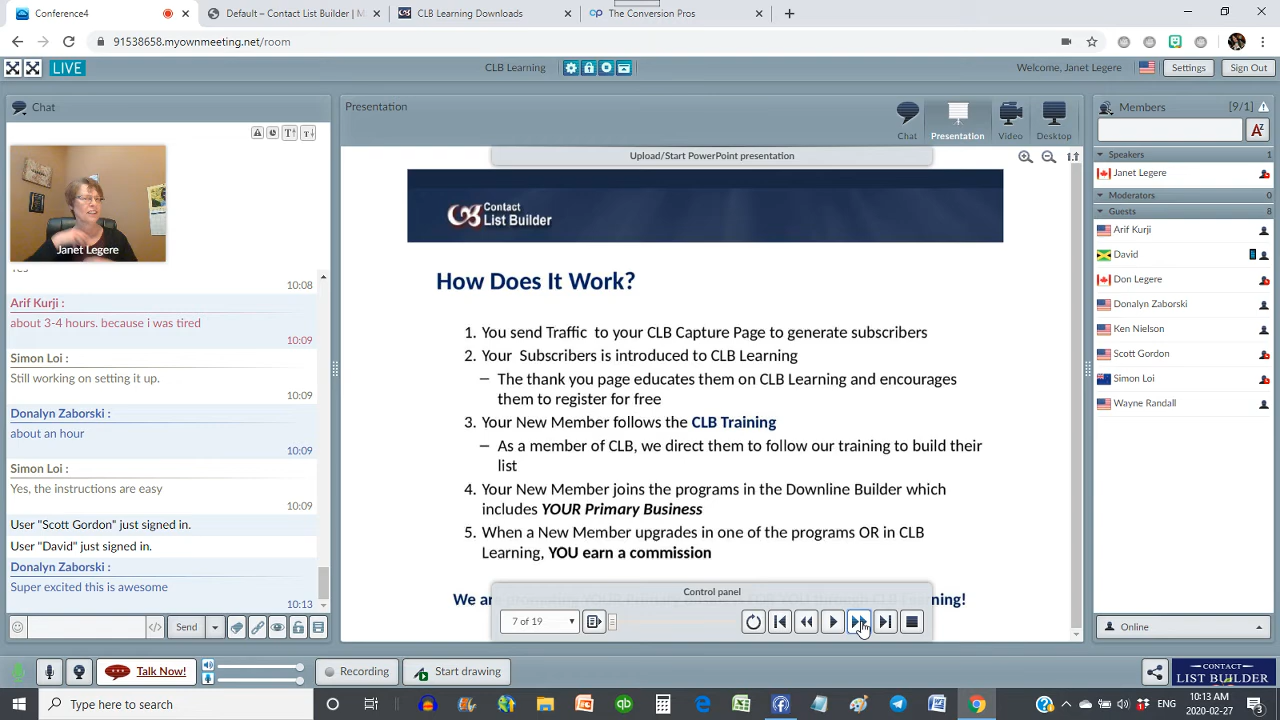 Conference4
Default – Contact List Builder | M
CLB Learning Downloads
The Conversion Pros
91538658.myownmeeting.net/room
LIVE
CLB Learning
Welcome, Janet Legere
Settings
Sign Out
Chat
Presentation
Chat
Presentation
Video
Desktop
Members
[9/1]
Upload/Start PowerPoint presentation
1:1
Speakers
1
Janet Legere
Moderators
0
Guests
8
Arif Kurji
David
Don Legere
Donalyn Zaborski
Ken Nielson
Scott Gordon
Simon Loi
Wayne Randall
Janet Legere
Yes
10:08
Arif Kurji :
about 3-4 hours. because i was tired
10:09
Simon Loi :
Still working on setting it up.
10:09
Donalyn Zaborski :
about an hour
10:09
Simon Loi :
Yes, the instructions are easy
10:09
User "Scott Gordon" just signed in.
User "David" just signed in.
Donalyn Zaborski :
Super excited this is awesome
10:13
Send
Contact
List Builder
How Does It Work?
1. You send Traffic to your CLB Capture Page to generate subscribers
2. Your Subscribers is introduced to CLB Learning
– The thank you page educates them on CLB Learning and encourages
them to register for free
3. Your New Member follows the CLB Training
– As a member of CLB, we direct them to follow our training to build their
list
4. Your New Member joins the programs in the Downline Builder which
includes YOUR Primary Business
5. When a New Member upgrades in one of the programs OR in CLB
Learning, YOU earn a commission
Control panel
7 of 19
Online
Talk Now!
Recording
Start drawing
CONTACT
LIST BUILDER
Type here to search
ENG
10:13 AM
2020-02-27